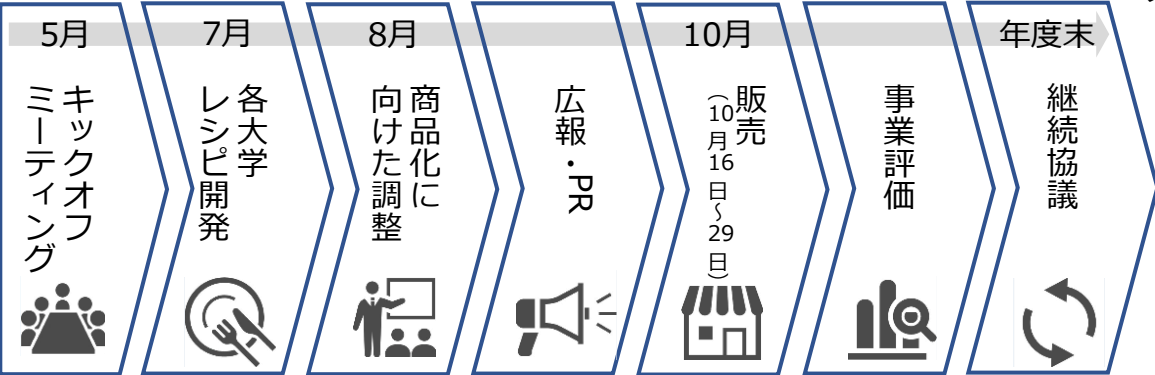 5月
キックオフ
ミーティング
7月
各大学
レシピ開発
8月
商品化に
向けた調整
広報・PR
10月
販売
（10月16日～29日）
事業評価
年度末
継続協議